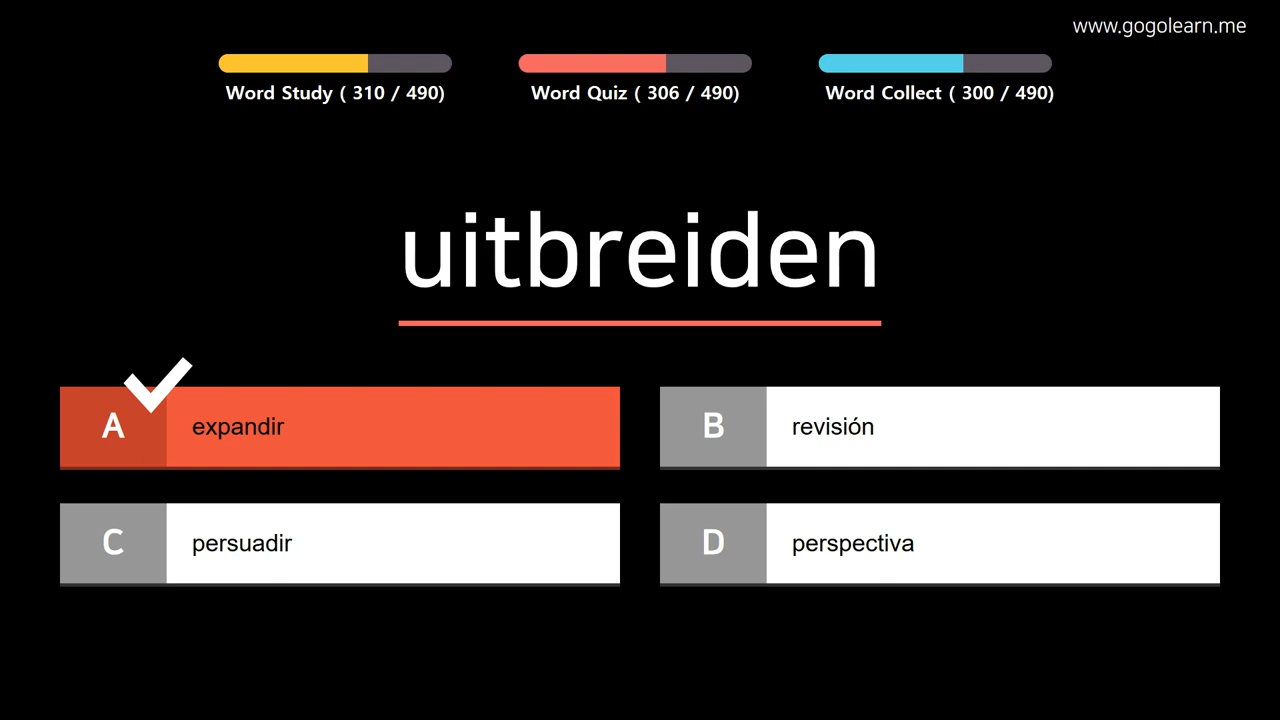 www.gogolearn.me
Word Study ( 310 / 490)
Word Quiz ( 306 / 490)
Word Collect ( 300 / 490)
uitbreiden
A expandir
B revisión
C persuadir
D perspectiva